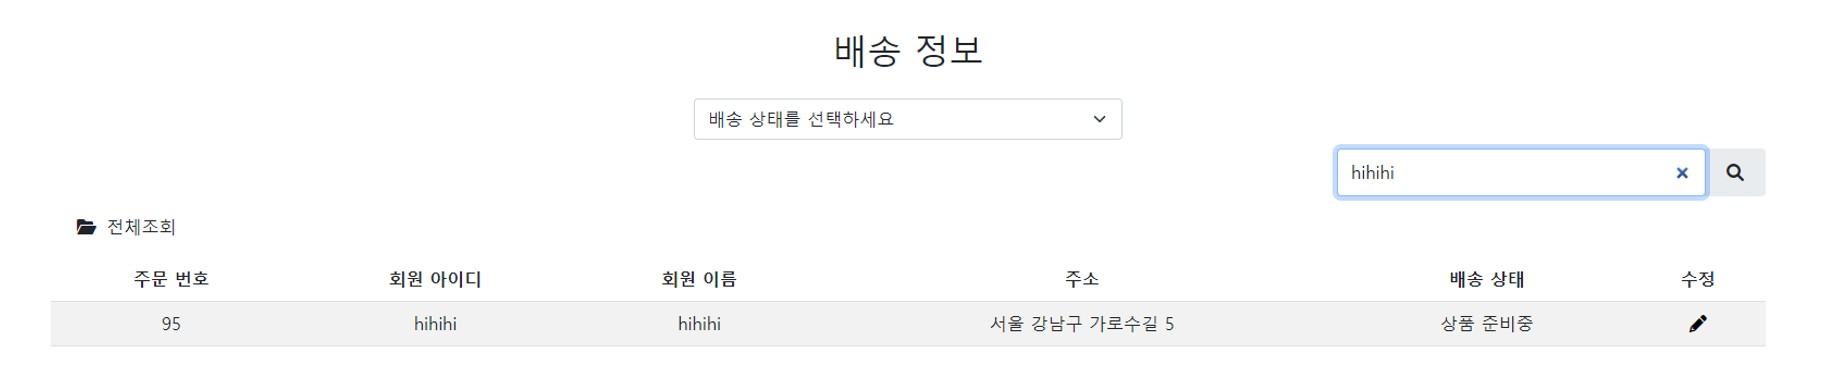 배송 정보
배송 상태를 선택하세요
hihihi
전체조회
주문 번호 회원 아이디 회원 이름 주소 배송 상태 수정
95 hihihi hihihi 서울 강남구 가로수길 5 상품 준비중